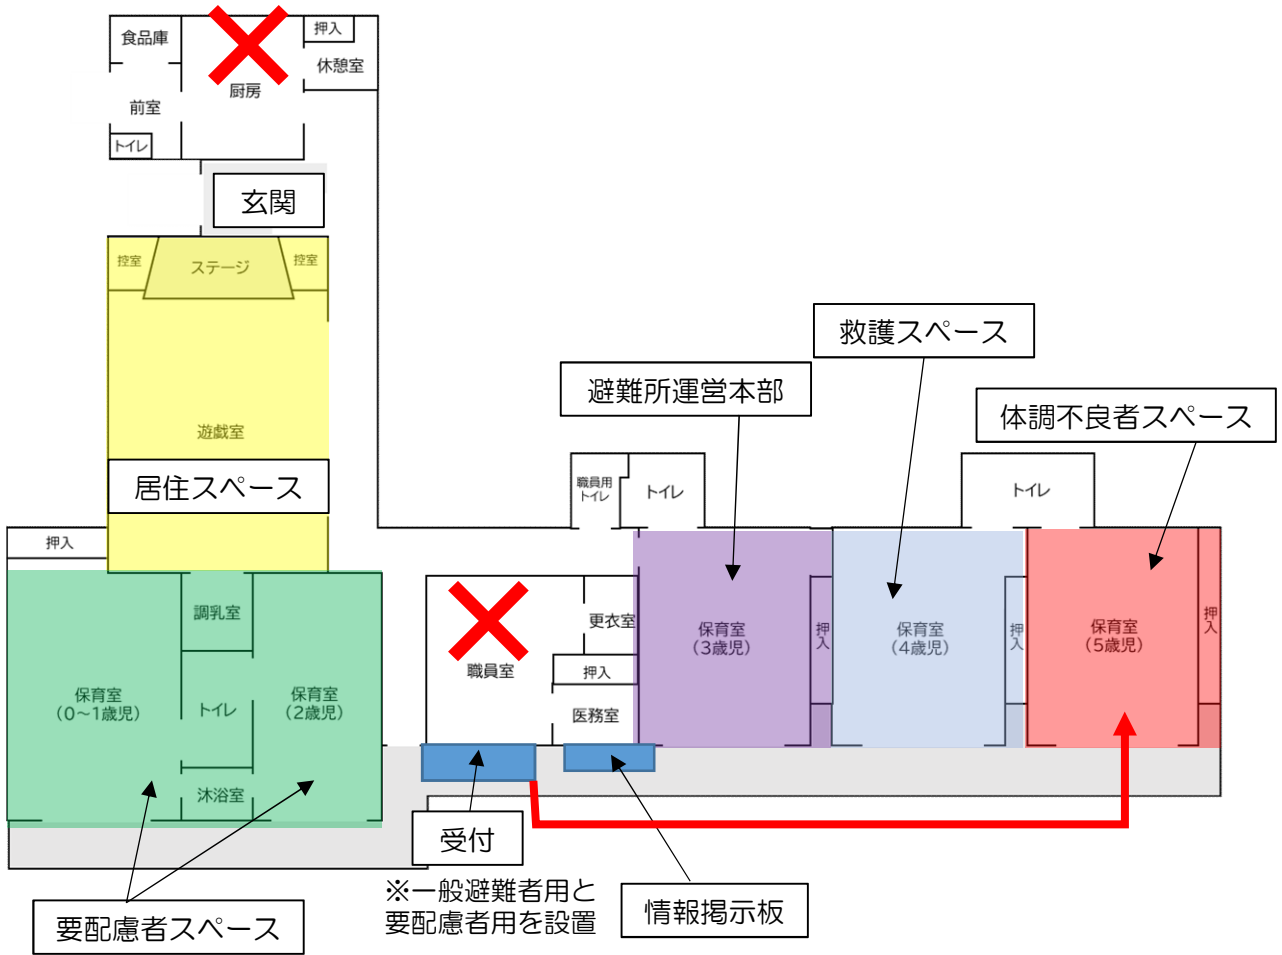 食品庫
押入
休憩室
厨房
前室
トイレ
玄関
控室
ステージ
控室
遊戯室
居住スペース
押入
調乳室
保育室
（0～1歳児）
トイレ
保育室
（2歳児）
沐浴室
要配慮者スペース
救護スペース
避難所運営本部
体調不良者スペース
職員用
トイレ
トイレ
トイレ
更衣室
職員室
押入
医務室
保育室
（3歳児）
押入
保育室
（4歳児）
押入
保育室
（5歳児）
押入
受付
※一般避難者用と
要配慮者用を設置
情報掲示板